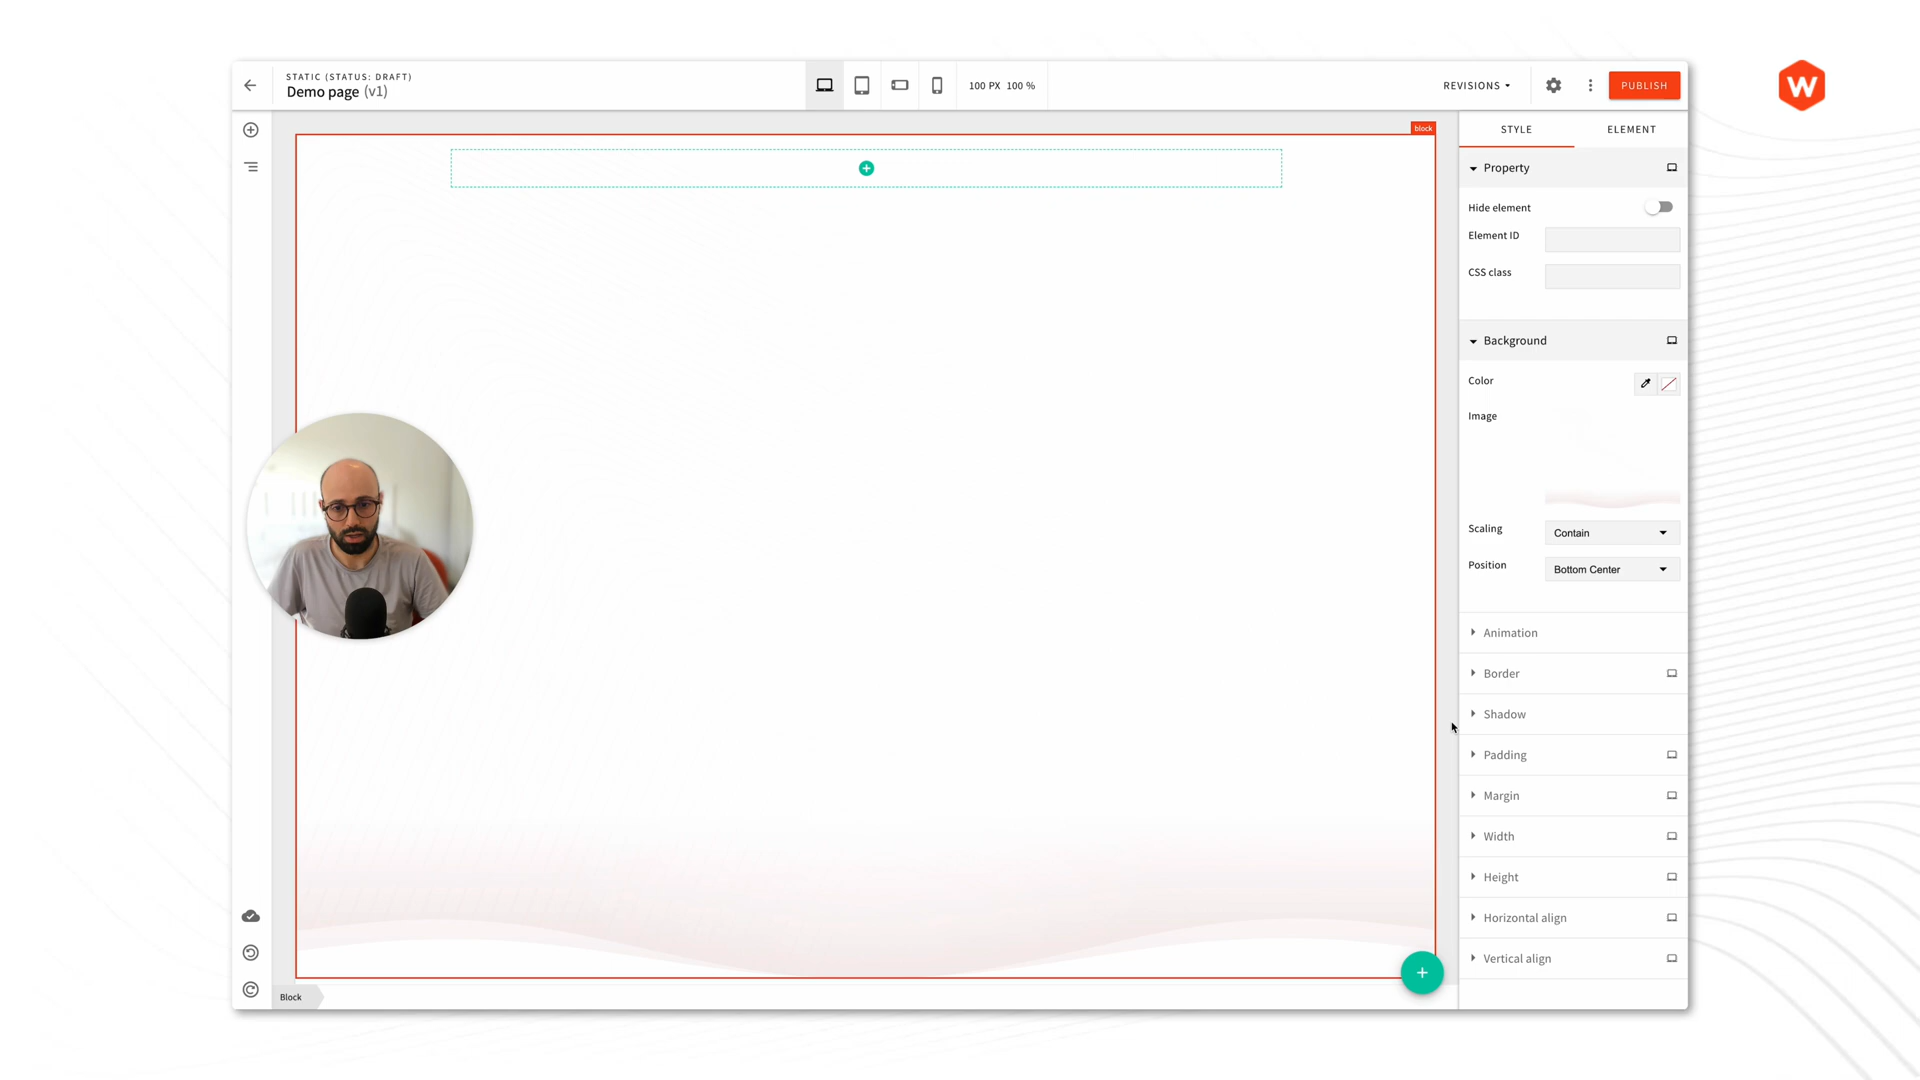 STATIC (STATUS: DRAFT)
Demo page (v1)
100 PX 100 %
REVISIONS
PUBLISH
W
block
STYLE
ELEMENT
Property
Hide element
Element ID
CSS class
Background
Color
Image
Scaling
Contain
Position
Bottom Center
Animation
Border
Shadow
Padding
Margin
Width
Height
Horizontal align
Vertical align
Block